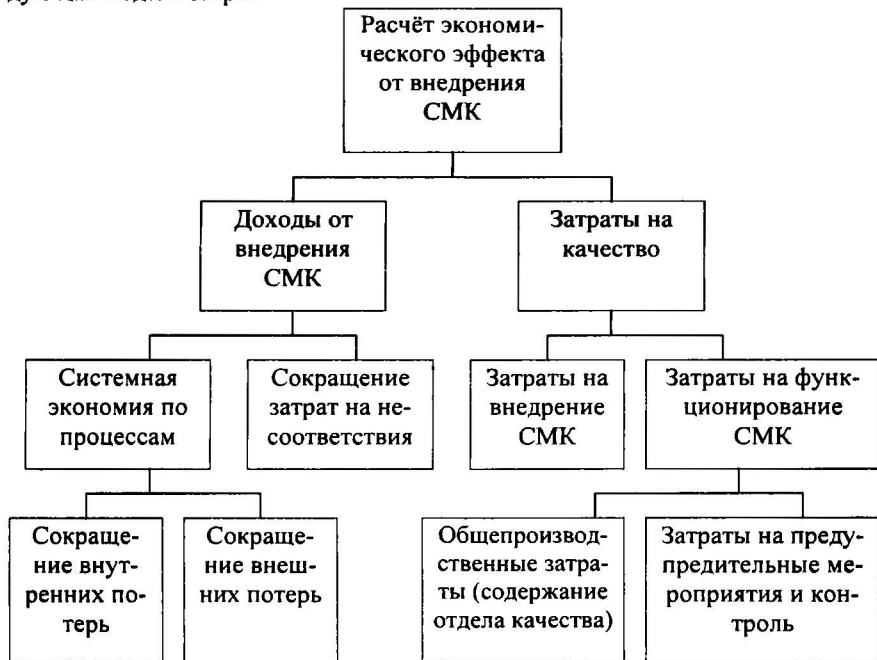 Расчёт экономи-
ческого эффекта
от внедрения
СМК
Доходы от
внедрения
СМК
Затраты на
качество
Системная
экономия по
процессам
Сокращение
затрат на не-
соответствия
Затраты на
внедрение
СМК
Затраты на функ-
ционирование
СМК
Сокраще-
ние внут-
ренних по-
терь
Сокраще-
ние внеш-
них потерь
Общепроизвод-
ственные затра-
ты (содержание
отдела качества)
Затраты на преду-
предительные ме-
роприятия и кон-
троль